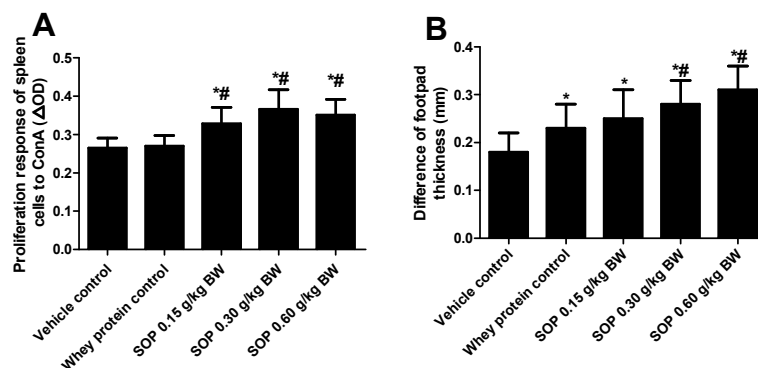 A
Proliferation response of spleen
cells to ConA (ΔOD)
0.5
0.4
0.3
0.2
0.1
0.0
*#
*#
*#
Vehicle control
Whey protein control
SOP 0.15 g/kg BW
SOP 0.30 g/kg BW
SOP 0.60 g/kg BW
B
Difference of footpad
thickness (mm)
0.4
0.3
0.2
0.1
0.0
*
*
*#
*#
Vehicle control
Whey protein control
SOP 0.15 g/kg BW
SOP 0.30 g/kg BW
SOP 0.60 g/kg BW